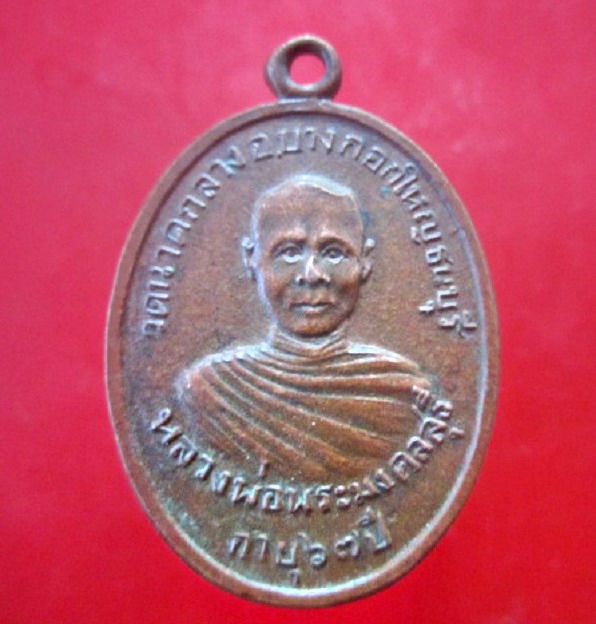 วัดนาคกลาง อ.บางกอกใหญ่ ธนบุรี
หลวงพ่อพระมงคล
อายุ ๖๗ ปี